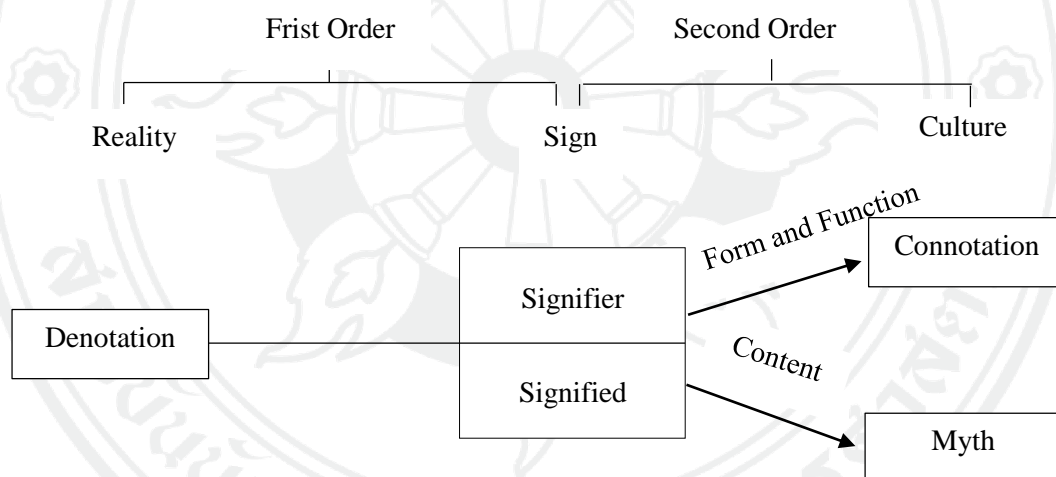 Frist Order
Second Order
Reality
Sign
Culture
Form and Function
Connotation
Signifier
Denotation
Content
Signified
Myth